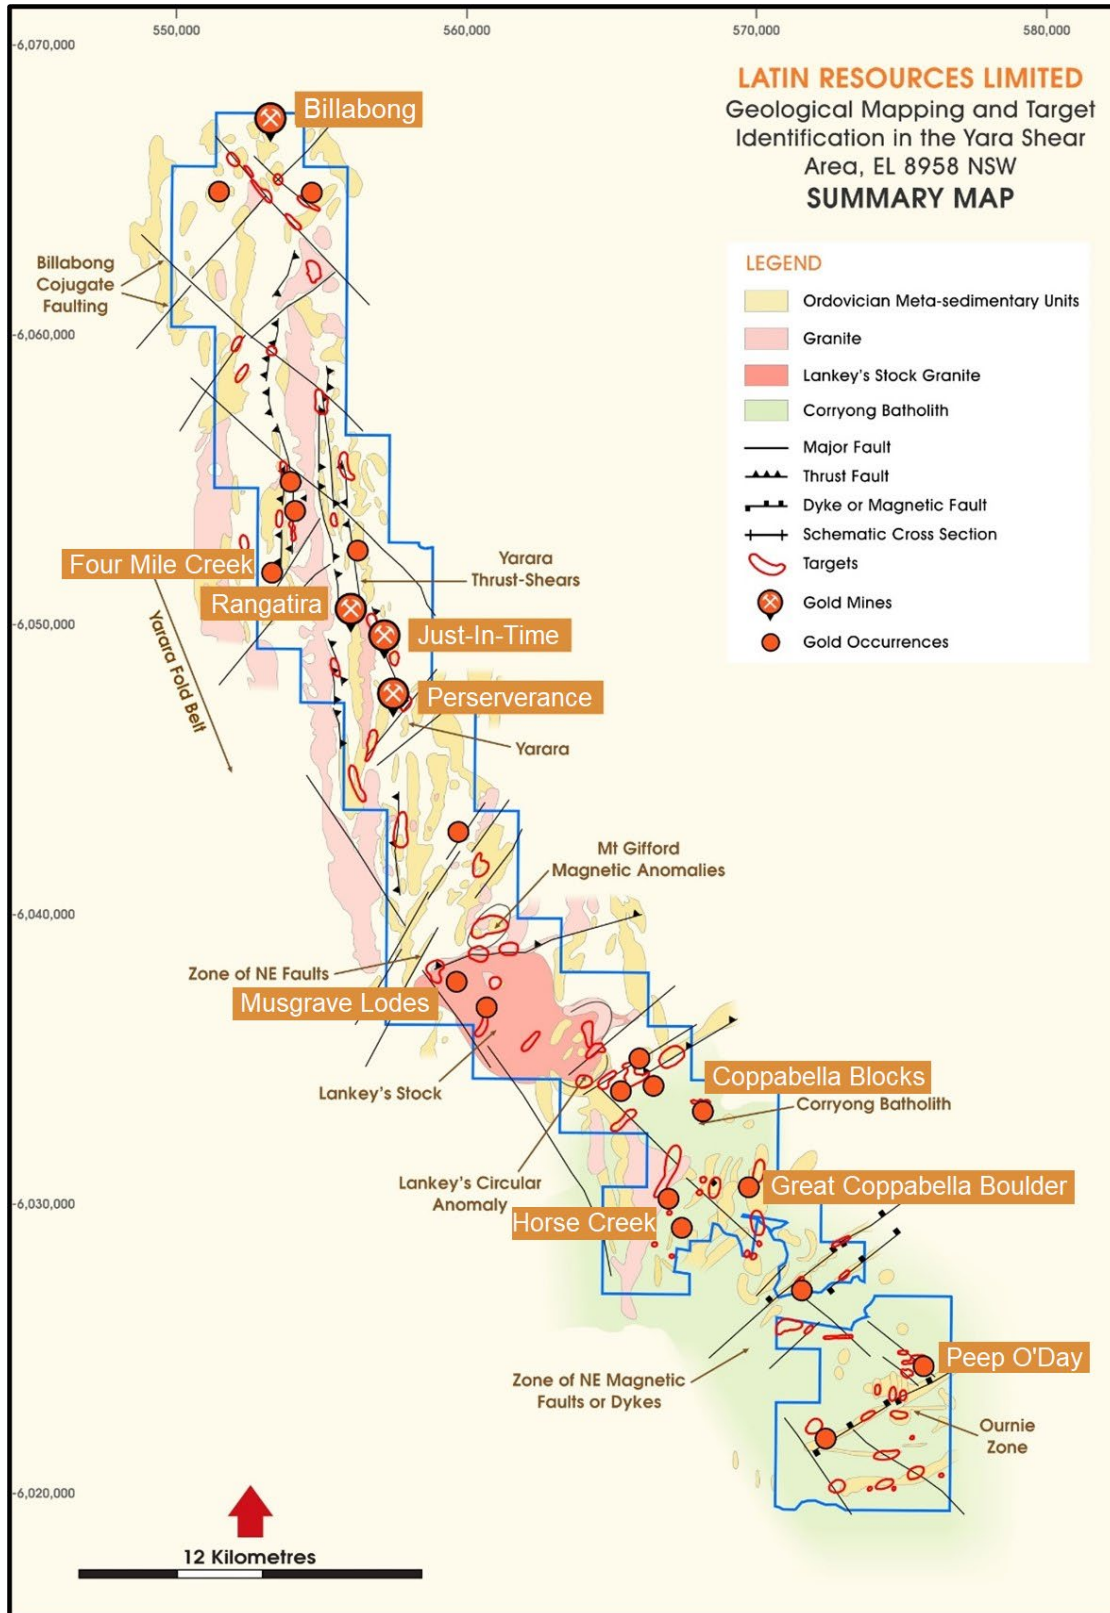 550,000
560,000
570,000
580,000
-6,070,000
LATIN RESOURCES LIMITED
Geological Mapping and Target
Identification in the Yara Shear
Area, EL 8958 NSW
SUMMARY MAP
Billabong
LEGEND
Ordovician Meta-sedimentary Units
Granite
Lankey's Stock Granite
Corryong Batholith
Major Fault
Thrust Fault
Dyke or Magnetic Fault
Schematic Cross Section
Targets
Gold Mines
Gold Occurrences
Billabong
Cojugate
Faulting
-6,060,000
Four Mile Creek
Yarara
Thrust-Shears
Rangatira
-6,050,000
Just-In-Time
Yarara Fold Belt
Perserverance
Yarara
Mt Gifford
Magnetic Anomalies
-6,040,000
Zone of NE Faults
Musgrave Lodes
Lankey's Stock
Coppabella Blocks
Corryong Batholith
Lankey's Circular
Anomaly
Great Coppabella Boulder
-6,030,000
Horse Creek
Peep O'Day
Zone of NE Magnetic
Faults or Dykes
Ournie
Zone
-6,020,000
12 Kilometres